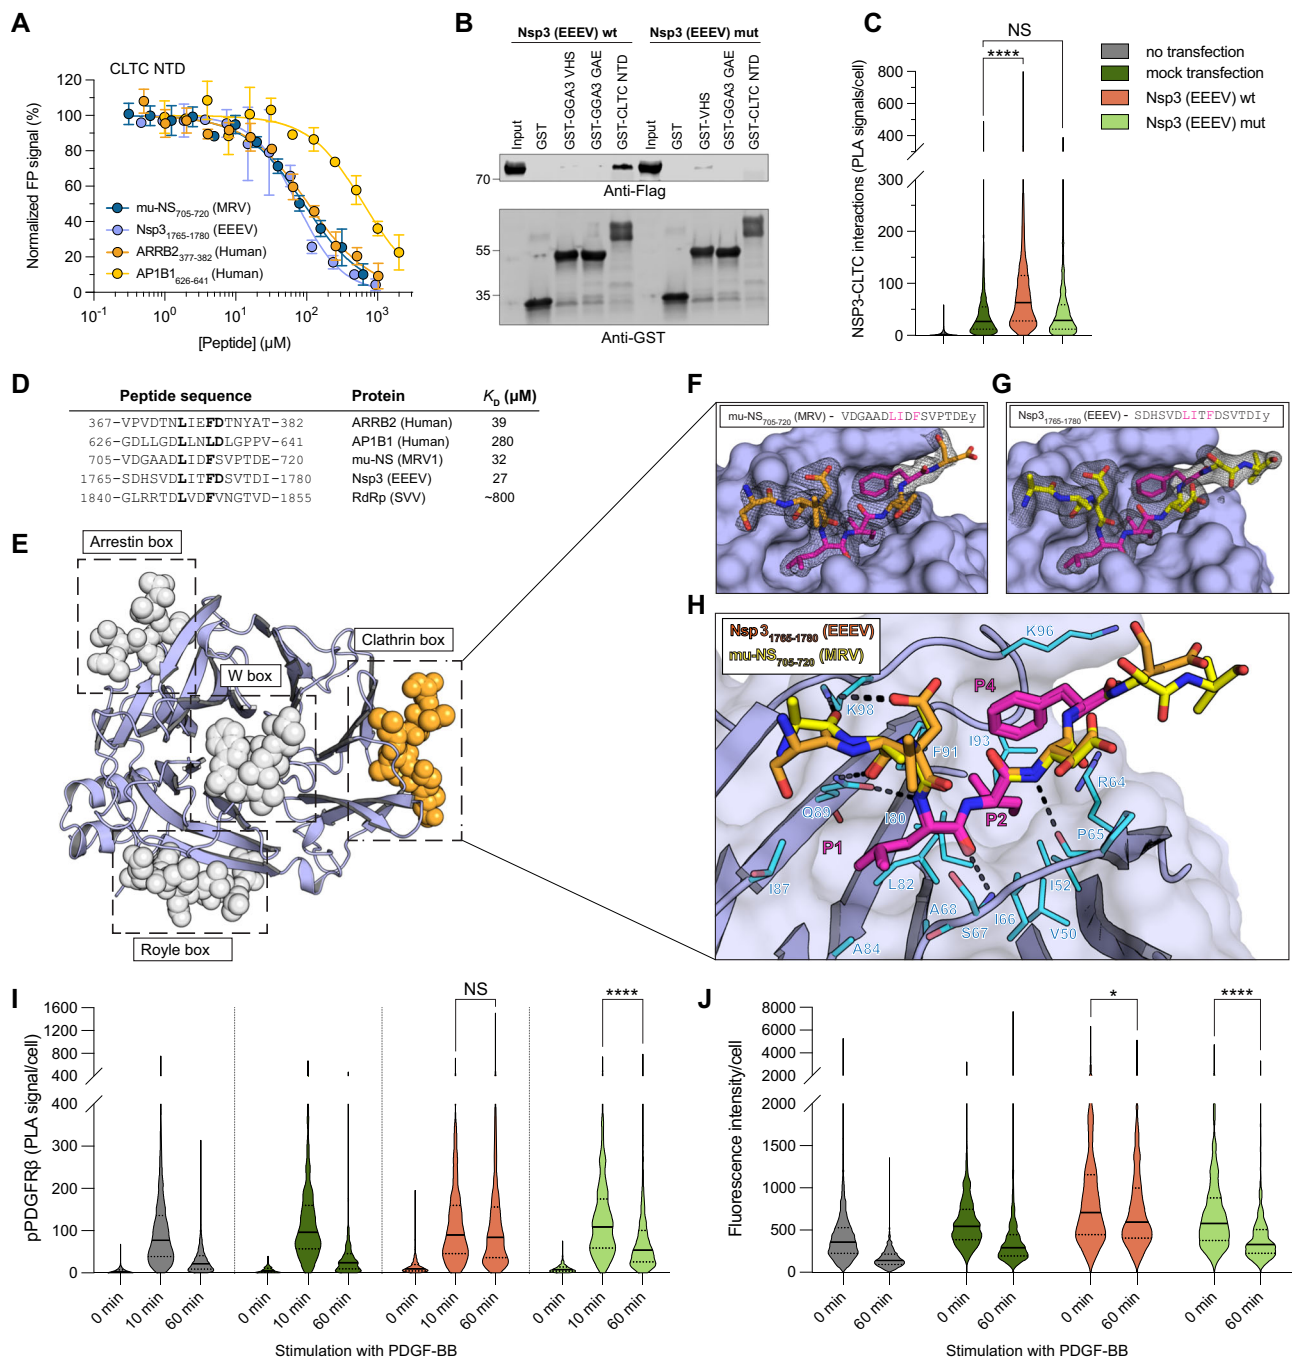 A
CLTC NTD
Normalized FP signal (%)
120
100
80
60
40
20
0
mu-NS705-720 (MRV)
Nsp31765-1780 (EEEV)
ARRB2377-382 (Human)
AP1B1626-641 (Human)
10-1 100 101 102 103
[Peptide] (µM)
B
Nsp3 (EEEV) wt Nsp3 (EEEV) mut
Input
GST
GST-GGA3 VHS
GST-GGA3 GAE
GST-CLTC NTD
Input
GST
GST-VHS
GST-GGA3 GAE
GST-CLTC NTD
70
Anti-Flag
55
35
Anti-GST
C
NSP3-CLTC interactions (PLA signals/cell)
NS
****
800
600
400
300
200
100
0
no transfection
mock transfection
Nsp3 (EEEV) wt
Nsp3 (EEEV) mut
D
Peptide sequence Protein KD (µM)
367-VPVDTNLIEFDTNYAT-382 ARRB2 (Human) 39
626-GDLLGDLLNLDLGPPV-641 AP1B1 (Human) 280
705-VDGAADLIDFSVPTDE-720 mu-NS (MRV1) 32
1765-SDHSVDLITFDSVTDI-1780 Nsp3 (EEEV) 27
1840-GLRRTDLVDFVNGTVD-1855 RdRp (SVV) ~800
E
Arrestin box
W box
Clathrin box
Royle box
F
mu-NS705-720 (MRV) - VDGAADLIDFSVPTDEy
G
Nsp31765-1780 (EEEV) - SDHSVDLITFDSVTDIy
H
Nsp31765-1780 (EEEV)
mu-NS705-720 (MRV)
K96
P4
K98
F91
I93
R64
Q89
I80
P2
P65
P1
I87
L82
I52
A68
I66
S67
V50
A84
I
pPDGFRβ (PLA signal/cell)
1600
1200
800
400
400
300
200
100
0
NS
****
0 min 10 min 60 min 0 min 10 min 60 min 0 min 10 min 60 min 0 min 10 min 60 min
Stimulation with PDGF-BB
J
Fluorescence intensity/cell
8000
6000
4000
2000
2000
1500
1000
500
0
*
****
0 min 60 min 0 min 60 min 0 min 60 min 0 min 60 min
Stimulation with PDGF-BB